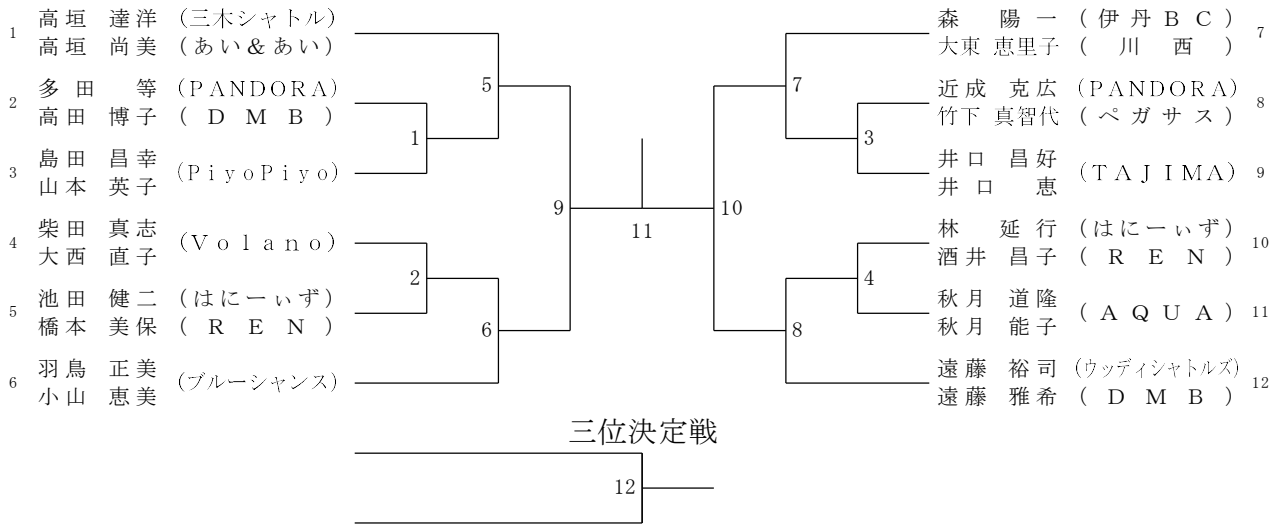 1 高垣 達洋 (三木シャトル)
高垣 尚美 (あい&あい)
2 多田 等 (PANDORA)
高田 博子 (DMB)
3 島田 昌幸 (PiyoPiyo)
山本 英子
4 柴田 真志 (Volano)
大西 直子
5 池田 健二 (はにーぃず)
橋本 美保 (REN)
6 羽鳥 正美 (ブルーシャンス)
小山 恵美
5
1
9
2
6
11
森 陽一 (伊丹BC) 7
大東 恵里子 (川西)
近成 克広 (PANDORA) 8
竹下 真智代 (ペガサス)
井口 昌好 (TAJIMA) 9
井口 恵
林 延行 (はにーぃず) 10
酒井 昌子 (REN)
秋月 道隆 (AQUA) 11
秋月 能子
遠藤 裕司 (ウッディシャトルズ) 12
遠藤 雅希 (DMB)
7
3
10
4
8
三位決定戦
12